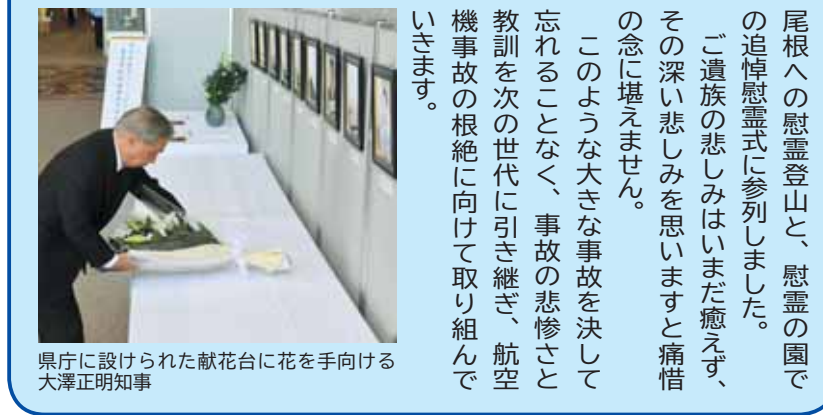 尾根への慰霊登山と、慰霊の園で
の追悼慰霊式に参列しました。
ご遺族の悲しみはいまだ癒えず、
その深い悲しみを思いますと痛惜
の念に堪えません。
このような大きな事故を決して
忘れることなく、事故の悲惨さと
教訓を次の世代に引き継ぎ、航空
機事故の根絶に向けて取り組んで
いきます。
県庁に設けられた献花台に花を手向ける
大澤正明知事